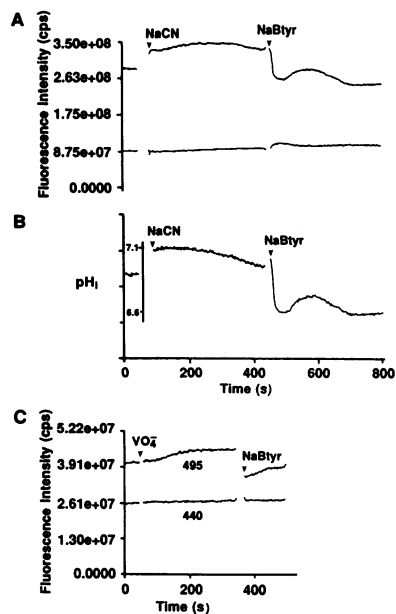 A
Fluorescence Intensity (cps)
3.50e+08
2.63e+08
1.75e+08
8.75e+07
0.0000
NaCN
NaBtyr
B
pHi
7.1
6.6
NaCN
NaBtyr
0 200 400 600 800
Time (s)
C
Fluorescence Intensity (cps)
5.22e+07
3.91e+07
2.61e+07
1.30e+07
0.0000
VO4-
495
NaBtyr
440
0 200 400
Time (s)